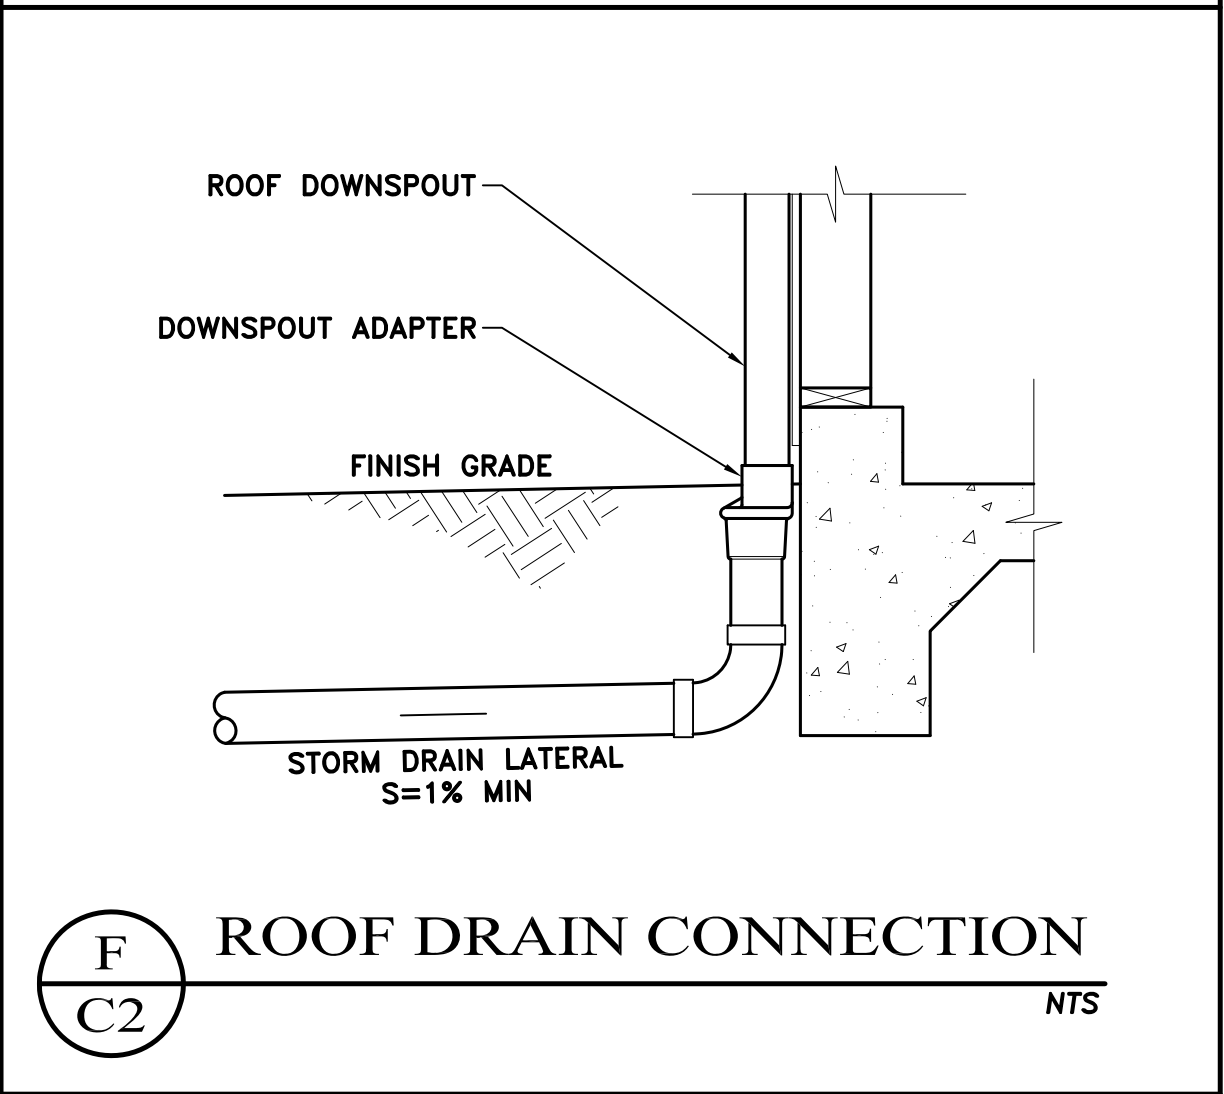 ROOF DOWNSPOUT
DOWNSPOUT ADAPTER
FINISH GRADE
STORM DRAIN LATERAL
S=1% MIN
F
C2
ROOF DRAIN CONNECTION
NTS